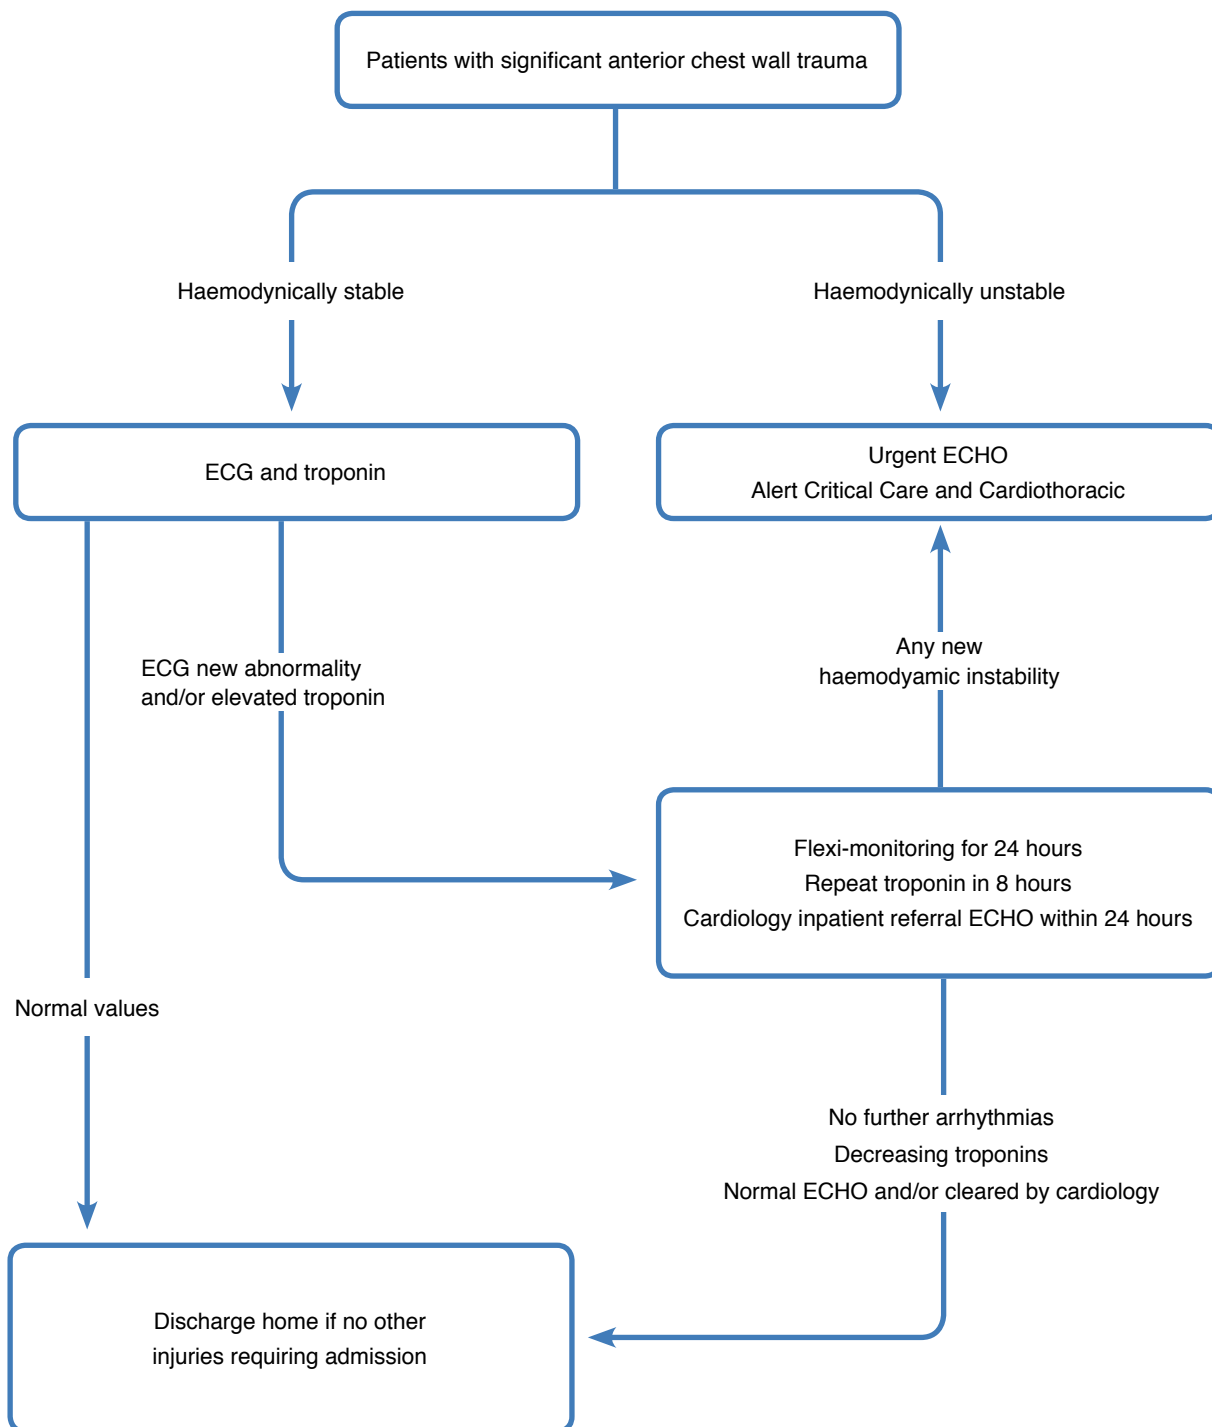 Patients with significant anterior chest wall trauma
Haemodynically stable
Haemodynically unstable
ECG and troponin
Urgent ECHO
Alert Critical Care and Cardiothoracic
ECG new abnormality
and/or elevated troponin
Any new
haemodyamic instability
Flexi-monitoring for 24 hours
Repeat troponin in 8 hours
Cardiology inpatient referral ECHO within 24 hours
Normal values
No further arrhythmias
Decreasing troponins
Normal ECHO and/or cleared by cardiology
Discharge home if no other
injuries requiring admission